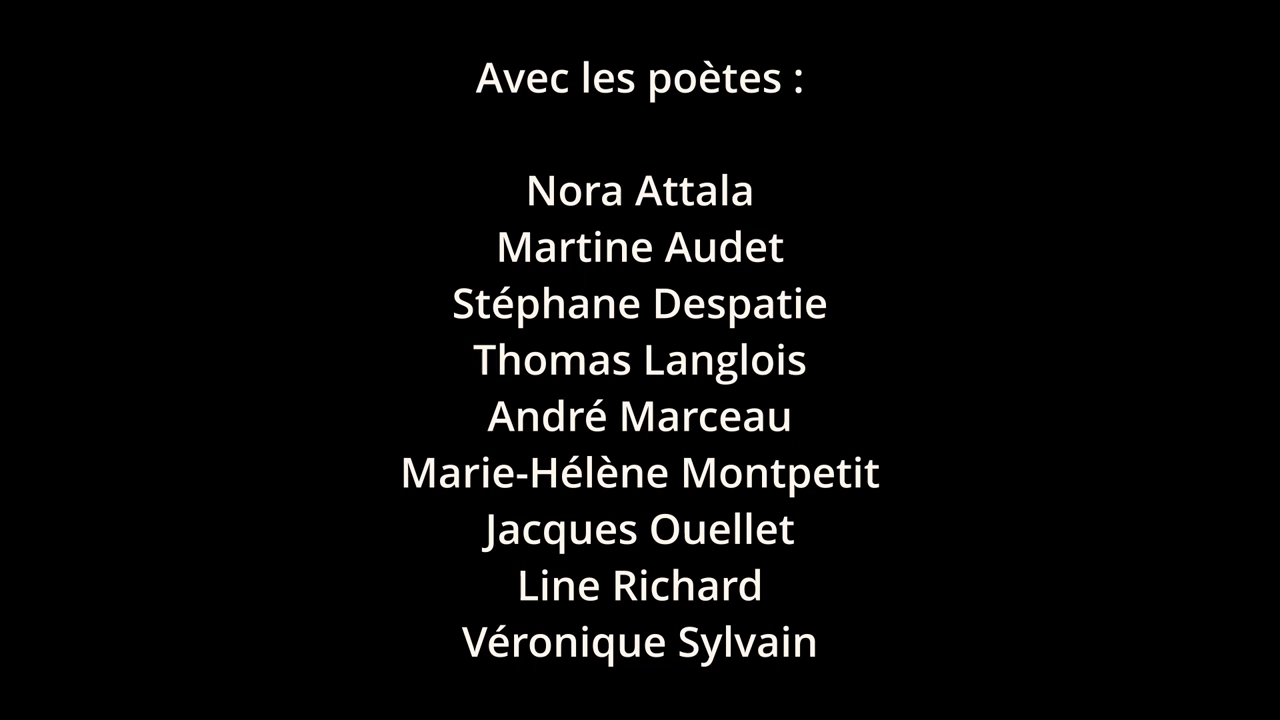 Avec les poètes :
Nora Attala
Martine Audet
Stéphane Despatie
Thomas Langlois
André Marceau
Marie-Hélène Montpetit
Jacques Ouellet
Line Richard
Véronique Sylvain